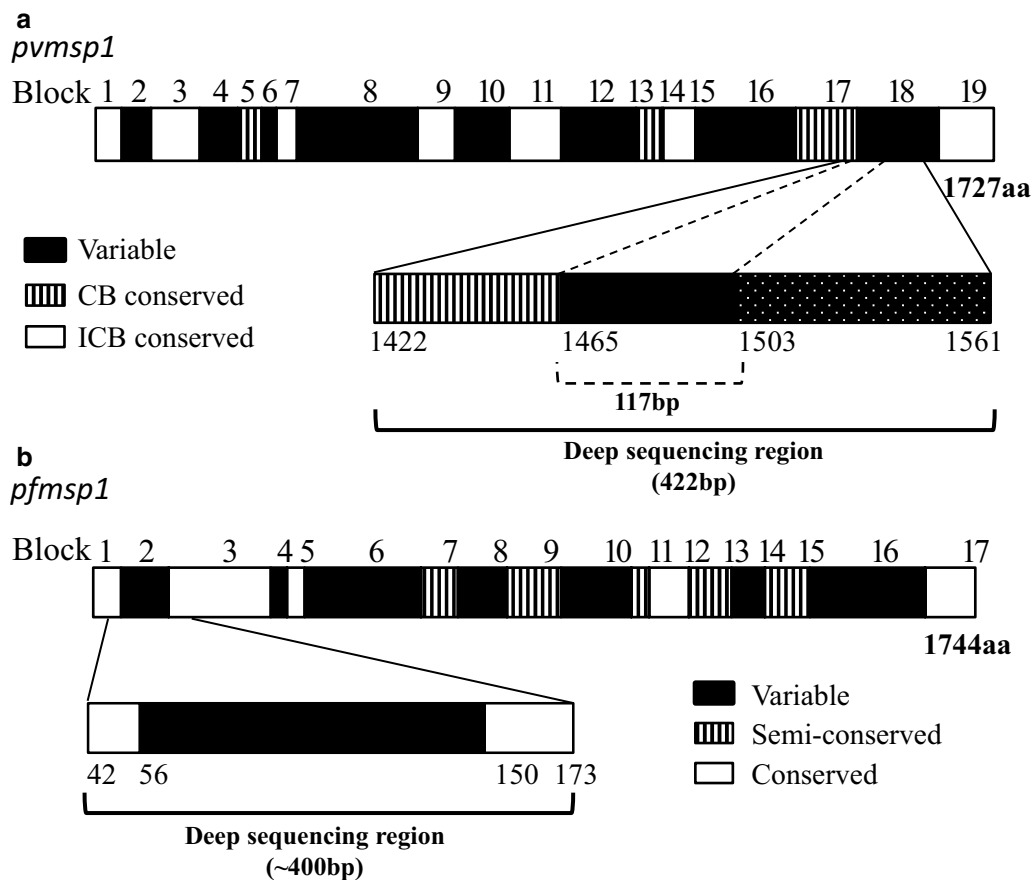 a
pvmsp1
Block 1 2 3 4 5 6 7 8 9 10 11 12 13 14 15 16 17 18 19
1727aa
Variable
CB conserved
ICB conserved
1422 1465 1503 1561
117bp
Deep sequencing region
(422bp)
b
pfmsp1
Block 1 2 3 4 5 6 7 8 9 10 11 12 13 14 15 16 17
1744aa
Variable
Semi-conserved
Conserved
42 56 150 173
Deep sequencing region
(~400bp)